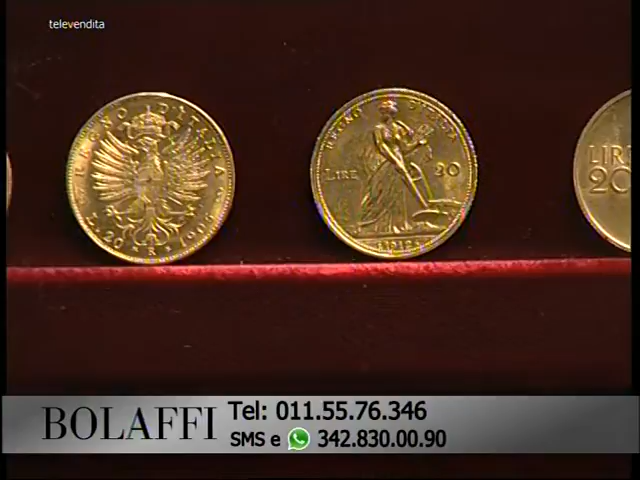 televendita
REGNO D'ITALIA
L. 20 R 1905
REGNO D'ITALIA
LIRE 20
1912
LIRE
20
BOLAFFI
Tel: 011.55.76.346
SMS e 342.830.00.90